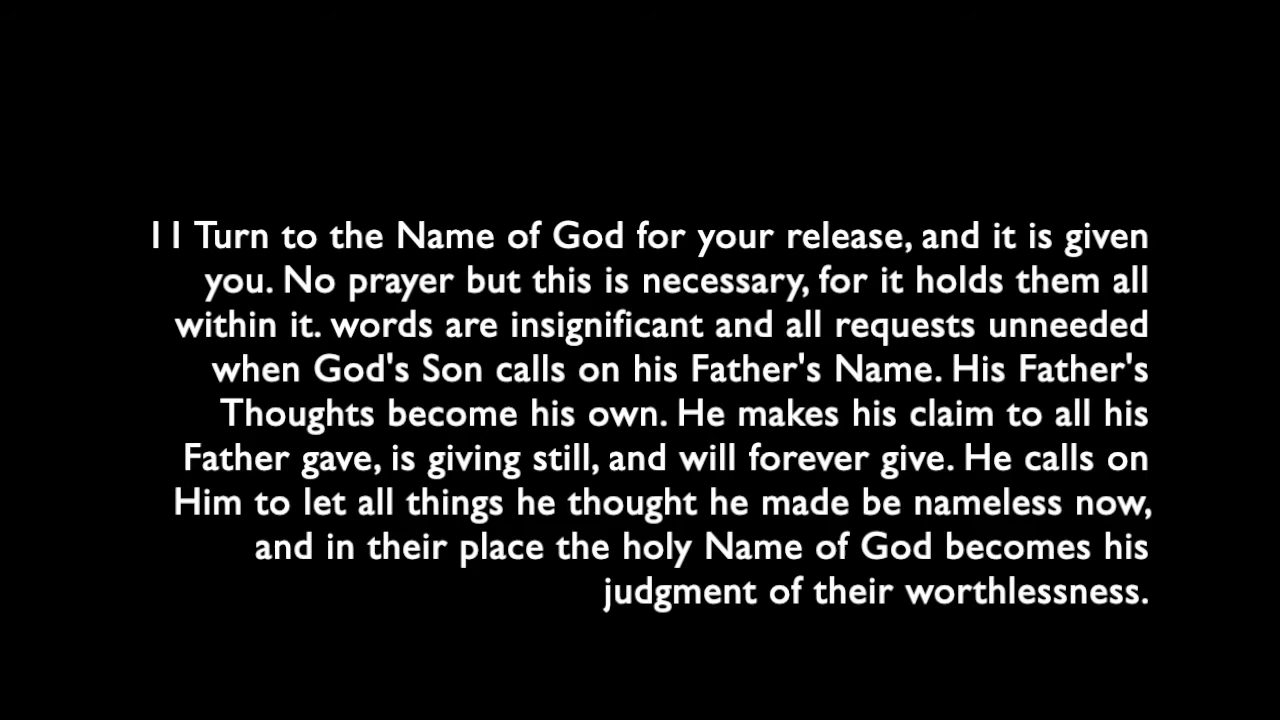 11 Turn to the Name of God for your release, and it is given
you. No prayer but this is necessary, for it holds them all
within it. words are insignificant and all requests unneeded
when God's Son calls on his Father's Name. His Father's
Thoughts become his own. He makes his claim to all his
Father gave, is giving still, and will forever give. He calls on
Him to let all things he thought he made be nameless now,
and in their place the holy Name of God becomes his
judgment of their worthlessness.